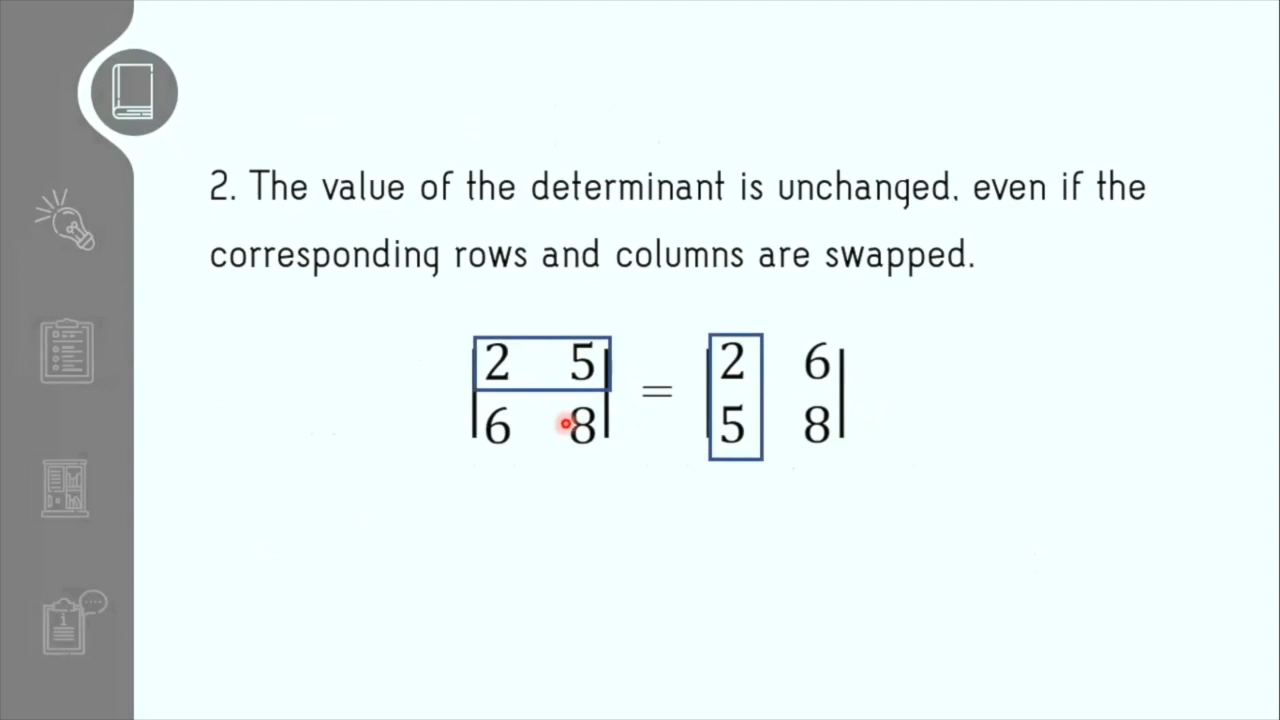 2. The value of the determinant is unchanged, even if the
corresponding rows and columns are swapped.
|2 5| = |2 6|
|6 8| |5 8|